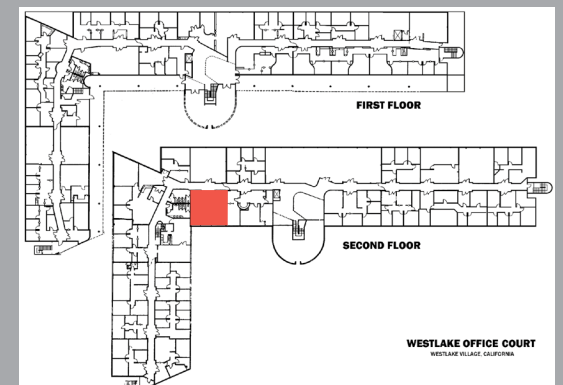 FIRST FLOOR
SECOND FLOOR
WESTLAKE OFFICE COURT
WESTLAKE VILLAGE, CALIFORNIA